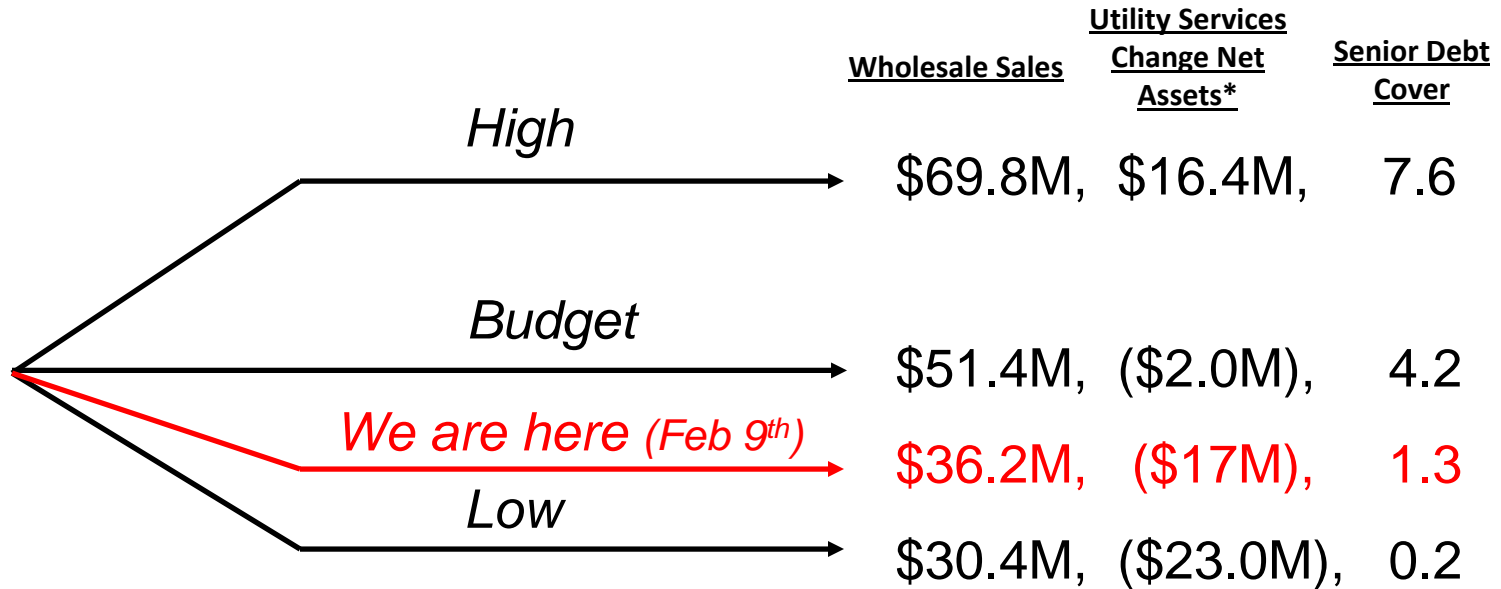 Wholesale Sales
Utility Services
Change Net
Assets*
Senior Debt
Cover
High
$69.8M, $16.4M, 7.6
Budget
$51.4M, ($2.0M), 4.2
We are here (Feb 9th)
$36.2M, ($17M), 1.3
Low
$30.4M, ($23.0M), 0.2